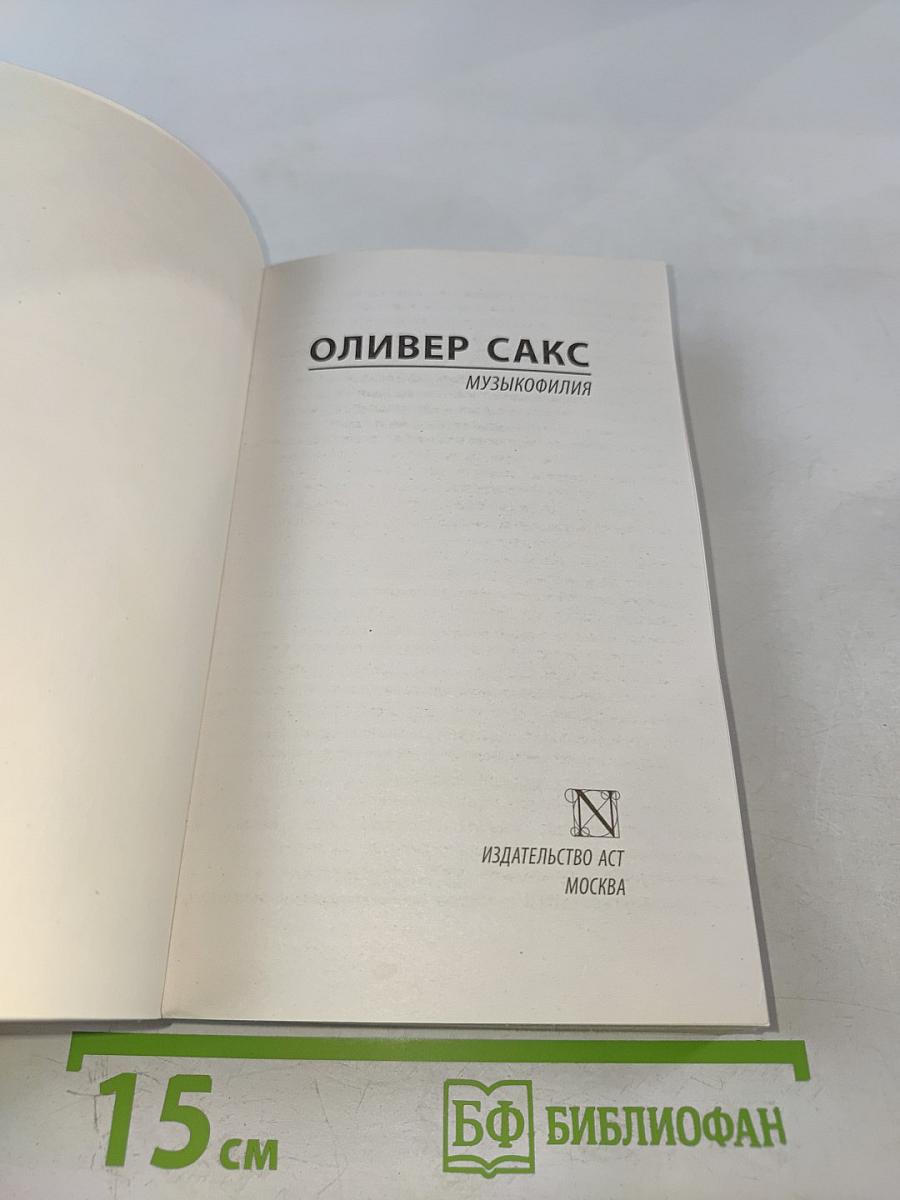 ОЛИВЕР САКС
МУЗЫКОФИЛИЯ
N
ИЗДАТЕЛЬСТВО АСТ
МОСКВА
15 см
БФ БИБЛИОФАН